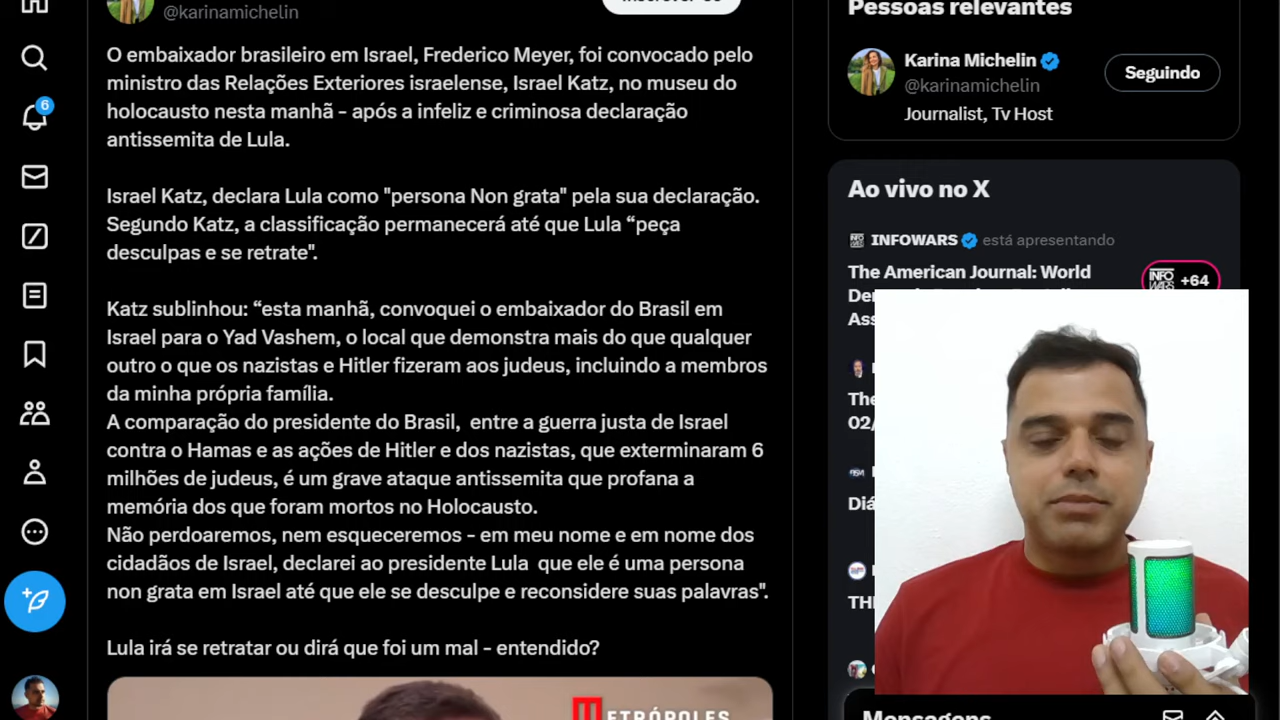 @karinamichelin
O embaixador brasileiro em Israel, Frederico Meyer, foi convocado pelo
ministro das Relações Exteriores israelense, Israel Katz, no museu do
holocausto nesta manhã - após a infeliz e criminosa declaração
antissemita de Lula.
Israel Katz, declara Lula como "persona Non grata" pela sua declaração.
Segundo Katz, a classificação permanecerá até que Lula “peça
desculpas e se retrate".
Katz sublinhou: “esta manhã, convoquei o embaixador do Brasil em
Israel para o Yad Vashem, o local que demonstra mais do que qualquer
outro o que os nazistas e Hitler fizeram aos judeus, incluindo a membros
da minha própria família.
A comparação do presidente do Brasil,  entre a guerra justa de Israel
contra o Hamas e as ações de Hitler e dos nazistas, que exterminaram 6
milhões de judeus, é um grave ataque antissemita que profana a
memória dos que foram mortos no Holocausto.
Não perdoaremos, nem esqueceremos - em meu nome e em nome dos
cidadãos de Israel, declarei ao presidente Lula  que ele é uma persona
non grata em Israel até que ele se desculpe e reconsidere suas palavras".
Lula irá se retratar ou dirá que foi um mal - entendido?
METRÓPOLES
6
Pessoas relevantes
Karina Michelin
@karinamichelin
Seguindo
Journalist, Tv Host
Ao vivo no X
INFOWARS está apresentando
The American Journal: World
INFO WARS +64
Mensagens